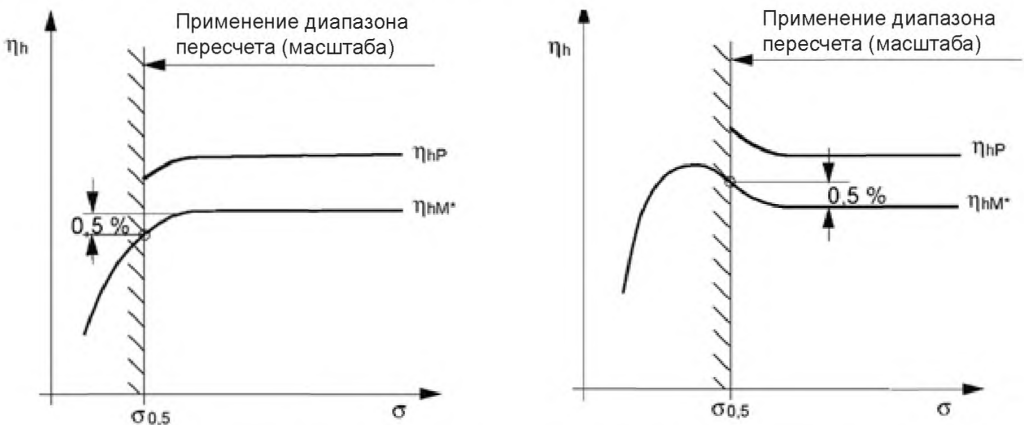 ηh
Применение диапазона
пересчета (масштаба)
ηhP
ηhM*
0,5 %
σ0,5
σ
ηh
Применение диапазона
пересчета (масштаба)
ηhP
0,5 %
ηhM*
σ0,5
σ